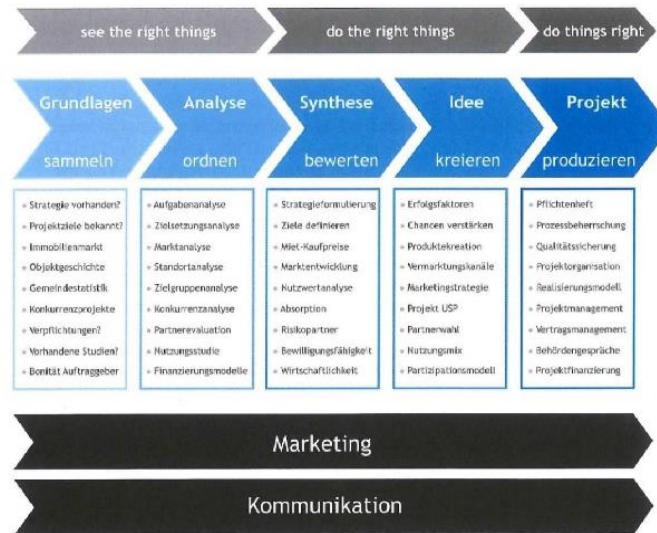 see the right things
do the right things
do things right
Grundlagen
sammeln
Analyse
ordnen
Synthese
bewerten
Idee
kreieren
Projekt
produzieren
Strategie vorhanden?
Projektziele bekannt?
Immobilienmarkt
Objektgeschichte
Gemeindestatistik
Konkurrenzprojekte
Verpflichtungen?
Vorhandene Studien?
Bonität Auftraggeber
Aufgabenanalyse
Zielsetzungsanalyse
Marktanalyse
Standortanalyse
Zielgruppenanalyse
Konkurrenzanalyse
Partnerevaluation
Nutzungsstudie
Finanzierungsmodelle
Strategieformulierung
Ziele definieren
Miet-Kaufpreise
Marktentwicklung
Nutzwertanalyse
Absorption
Risikopartner
Bewilligungsfähigkeit
Wirtschaftlichkeit
Erfolgsfaktoren
Chancen verstärken
Produktekreation
Vermarktungskanäle
Marketingstrategie
Projekt USP
Partnerwahl
Nutzungsmix
Partizipationsmodell
Pflichtenheft
Prozessbeherrschung
Qualitätssicherung
Projektorganisation
Realisierungsmodell
Projektmanagement
Vertragsmanagement
Behördengespräche
Projektfinanzierung
Marketing
Kommunikation